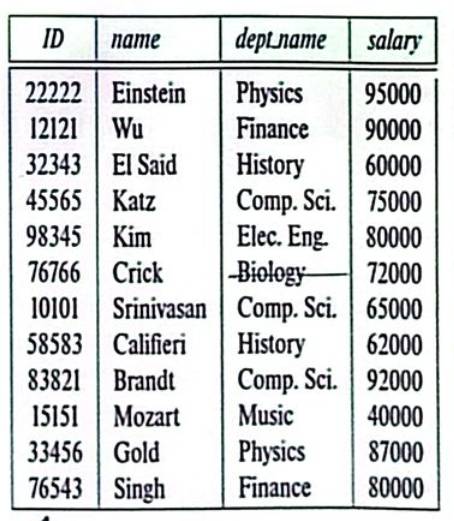 ID name dept_name salary
22222 Einstein Physics 95000
12121 Wu Finance 90000
32343 El Said History 60000
45565 Katz Comp. Sci. 75000
98345 Kim Elec. Eng. 80000
76766 Crick Biology 72000
10101 Srinivasan Comp. Sci. 65000
58583 Califieri History 62000
83821 Brandt Comp. Sci. 92000
15151 Mozart Music 40000
33456 Gold Physics 87000
76543 Singh Finance 80000